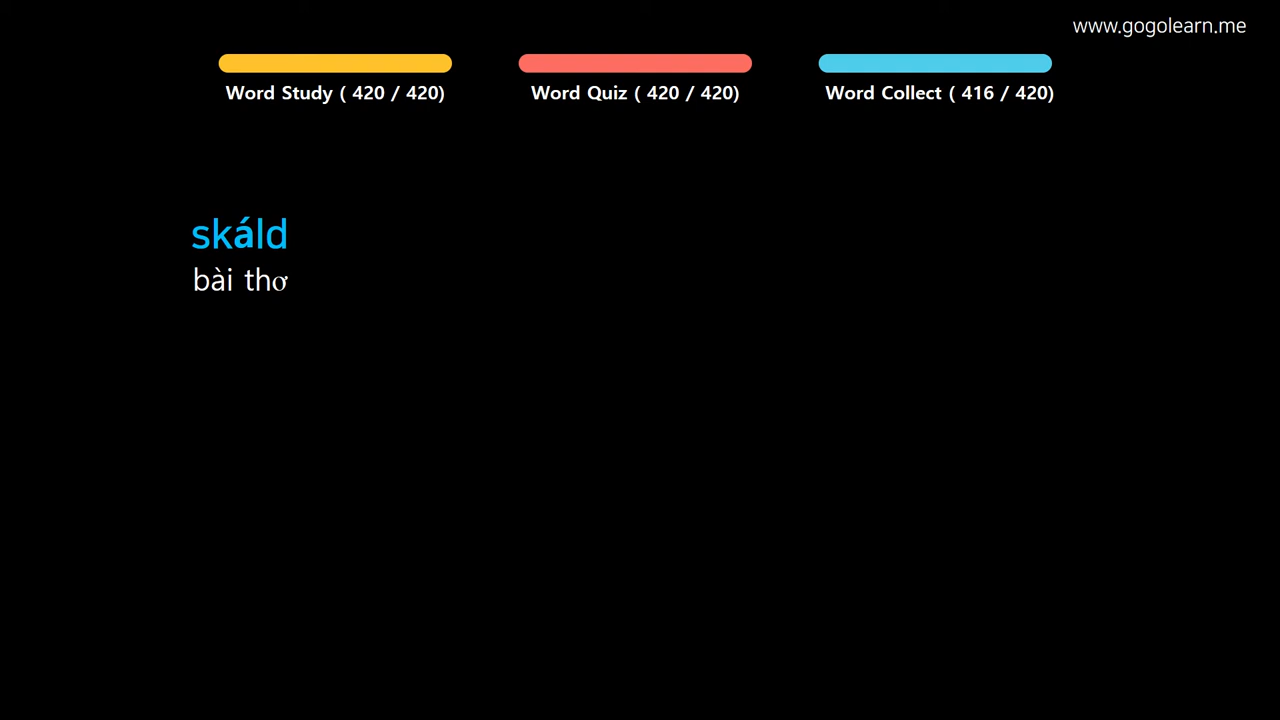 www.gogolearn.me
Word Study ( 420 / 420)
Word Quiz ( 420 / 420)
Word Collect ( 416 / 420)
skáld
bài thơ